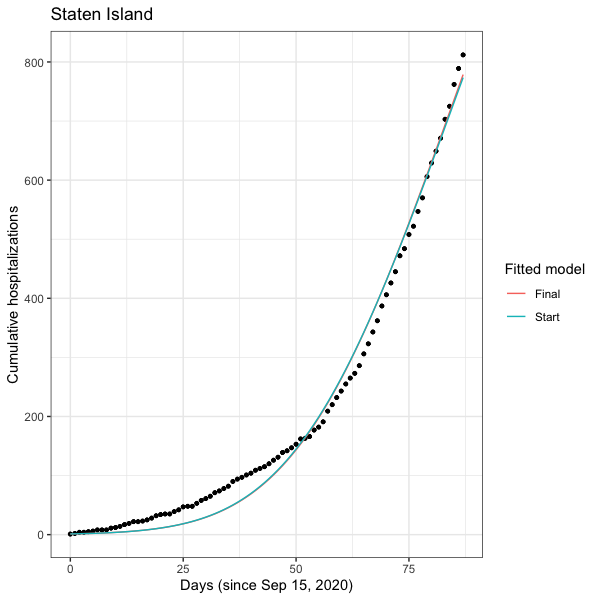 Staten Island
Cumulative hospitalizations
800
600
400
200
0
0 25 50 75
Days (since Sep 15, 2020)
Fitted model
Final
Start